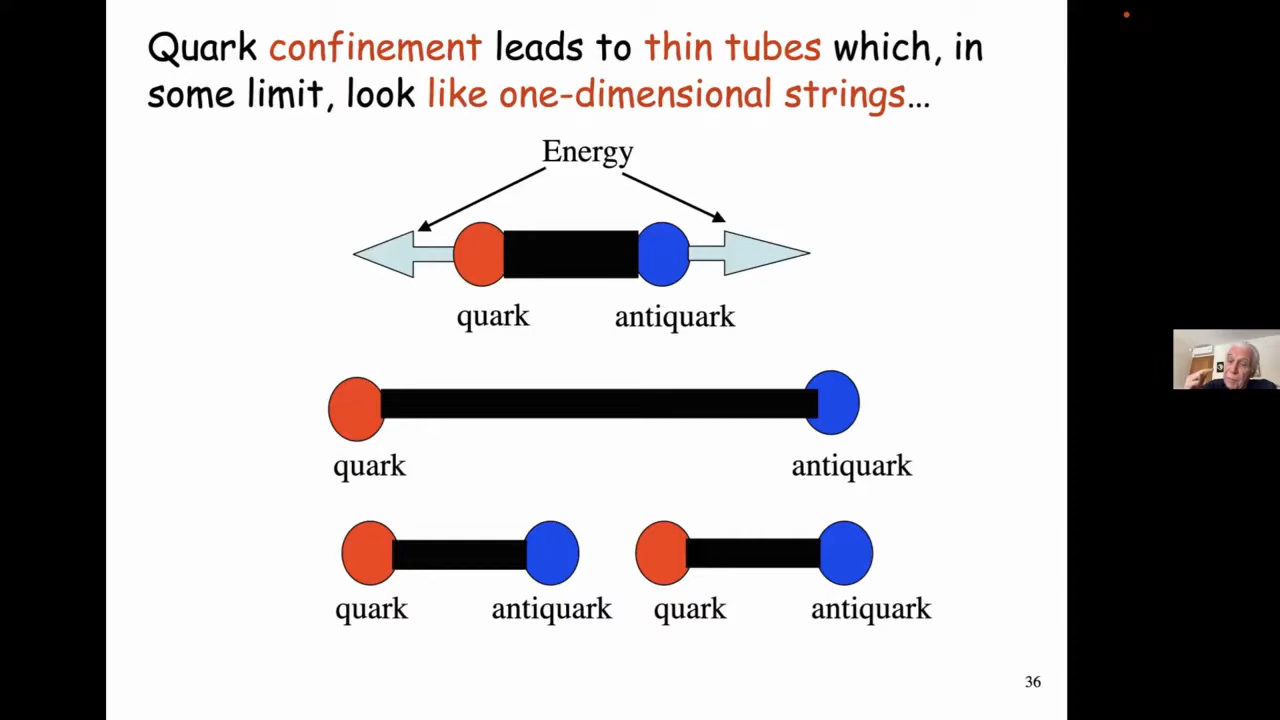 Quark confinement leads to thin tubes which, in
some limit, look like one-dimensional strings…
Energy
quark antiquark
quark antiquark
quark antiquark quark antiquark
36